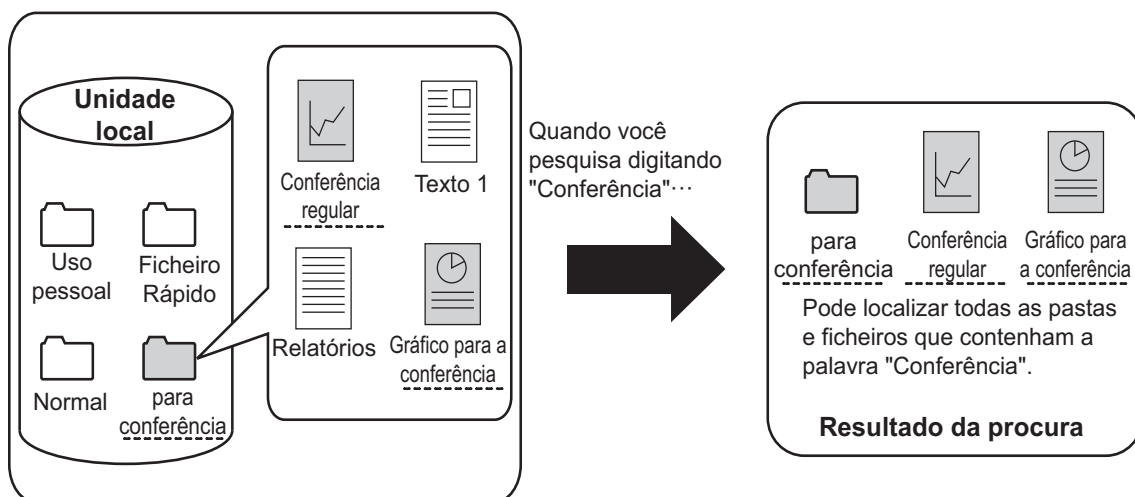 Unidade
local
Uso
pessoal
Ficheiro
Rápido
Normal
para
conferência
Conferência
regular
Texto 1
Relatórios
Gráfico para a
conferência
Quando você
pesquisa digitando
"Conferência"···
para
conferência
Conferência
regular
Gráfico para
a conferência
Pode localizar todas as pastas
e ficheiros que contenham a
palavra "Conferência".
Resultado da procura